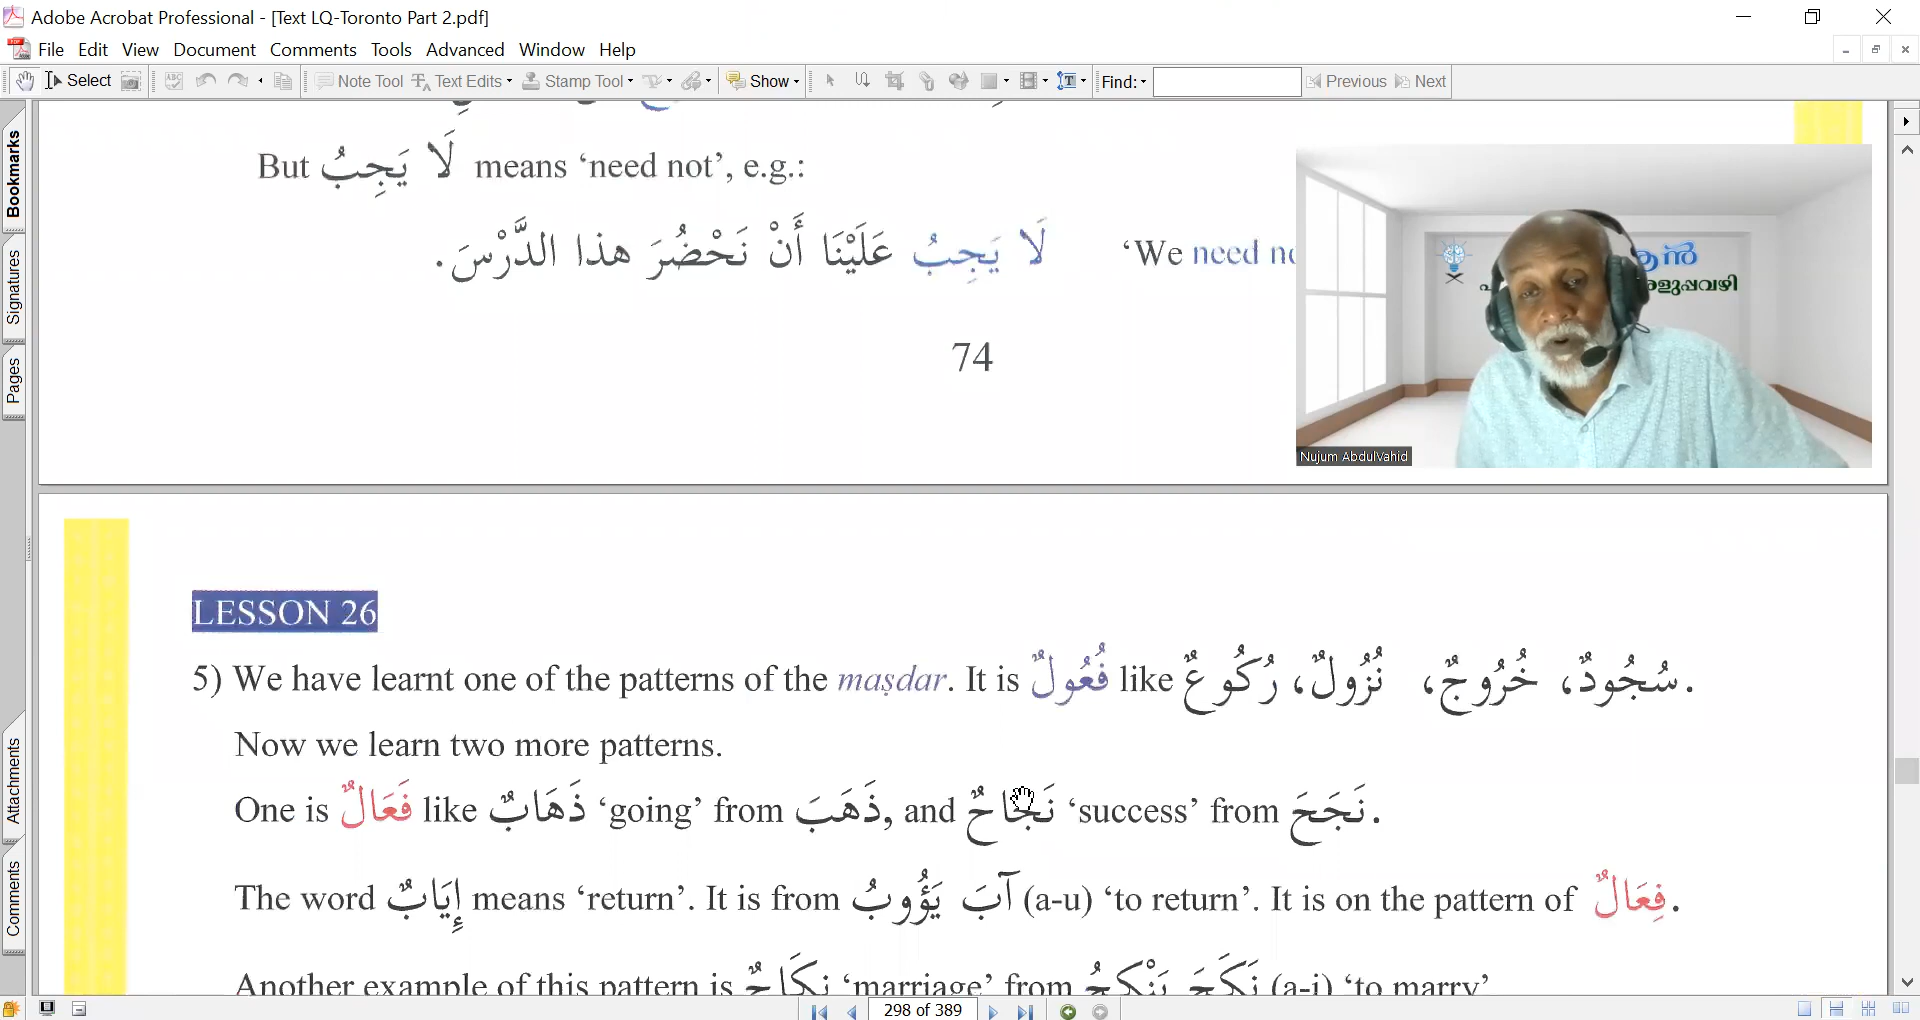 Adobe Acrobat Professional - [Text LQ-Toronto Part 2.pdf]
File Edit View Document Comments Tools Advanced Window Help
Select Note Tool Text Edits Stamp Tool Show Find: Previous Next
Bookmarks
Signatures
Pages
Attachments
Comments
But لَا يَجِبُ means ‘need not’, e.g.:
لَا يَجِبُ عَلَيْنَا أَنْ نَحْضُرَ هذا الدَّرْسَ. ‘We need
74
Nujum AbdulVahid
LESSON 26
5) We have learnt one of the patterns of the maṣdar. It is فُعُولٌ like رُكُوعٌ، نُزُولٌ، خُرُوجٌ، سُجُودٌ.
Now we learn two more patterns.
One is فَعَالٌ like ذَهَابٌ ‘going’ from ذَهَبَ, and نَجَاحٌ ‘success’ from نَجَحَ.
The word إِيَابٌ means ‘return’. It is from آبَ يَؤُوبُ (a-u) ‘to return’. It is on the pattern of فِعَالٌ.
Another example of this pattern is نِكَاحٌ ‘marriage’ from نَكَحَ يَنْكِحُ (a-i) ‘to marry’
298 of 389